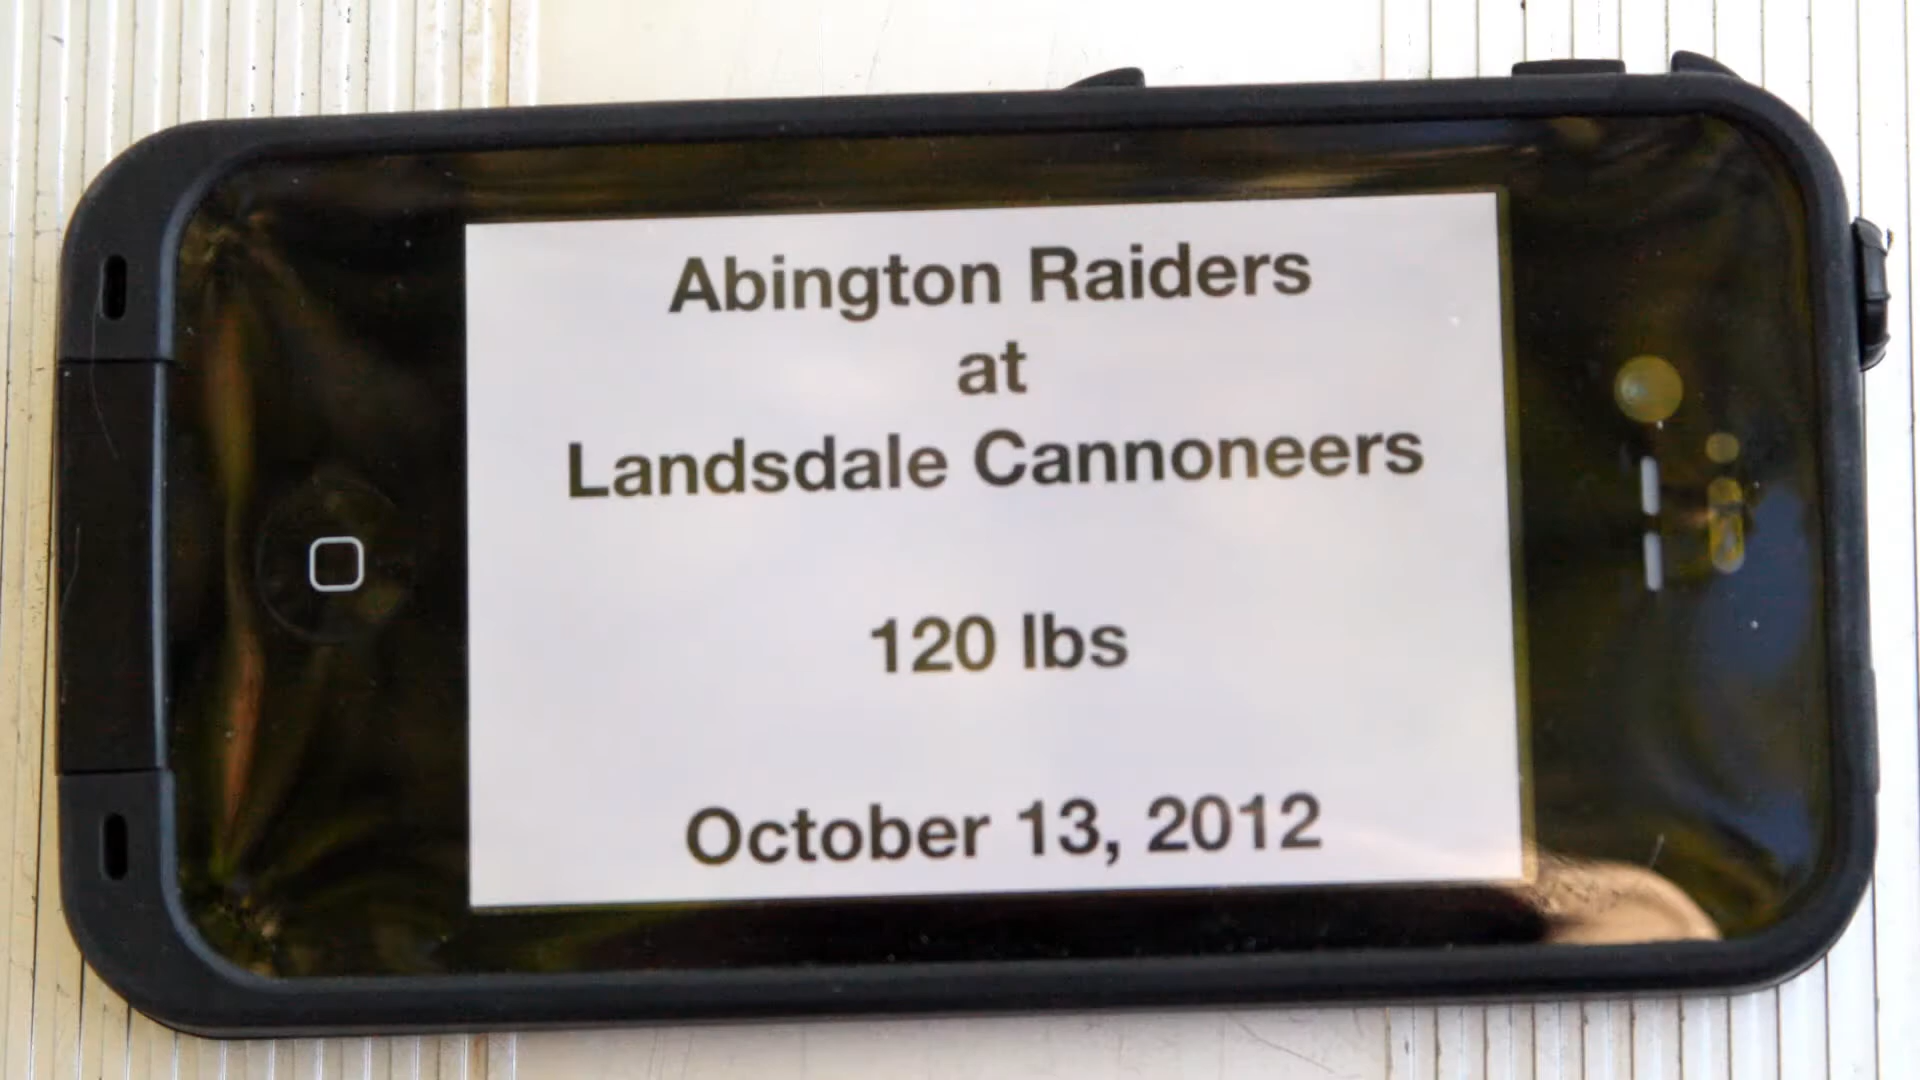 Abington Raiders
at
Landsdale Cannoneers
120 lbs
October 13, 2012